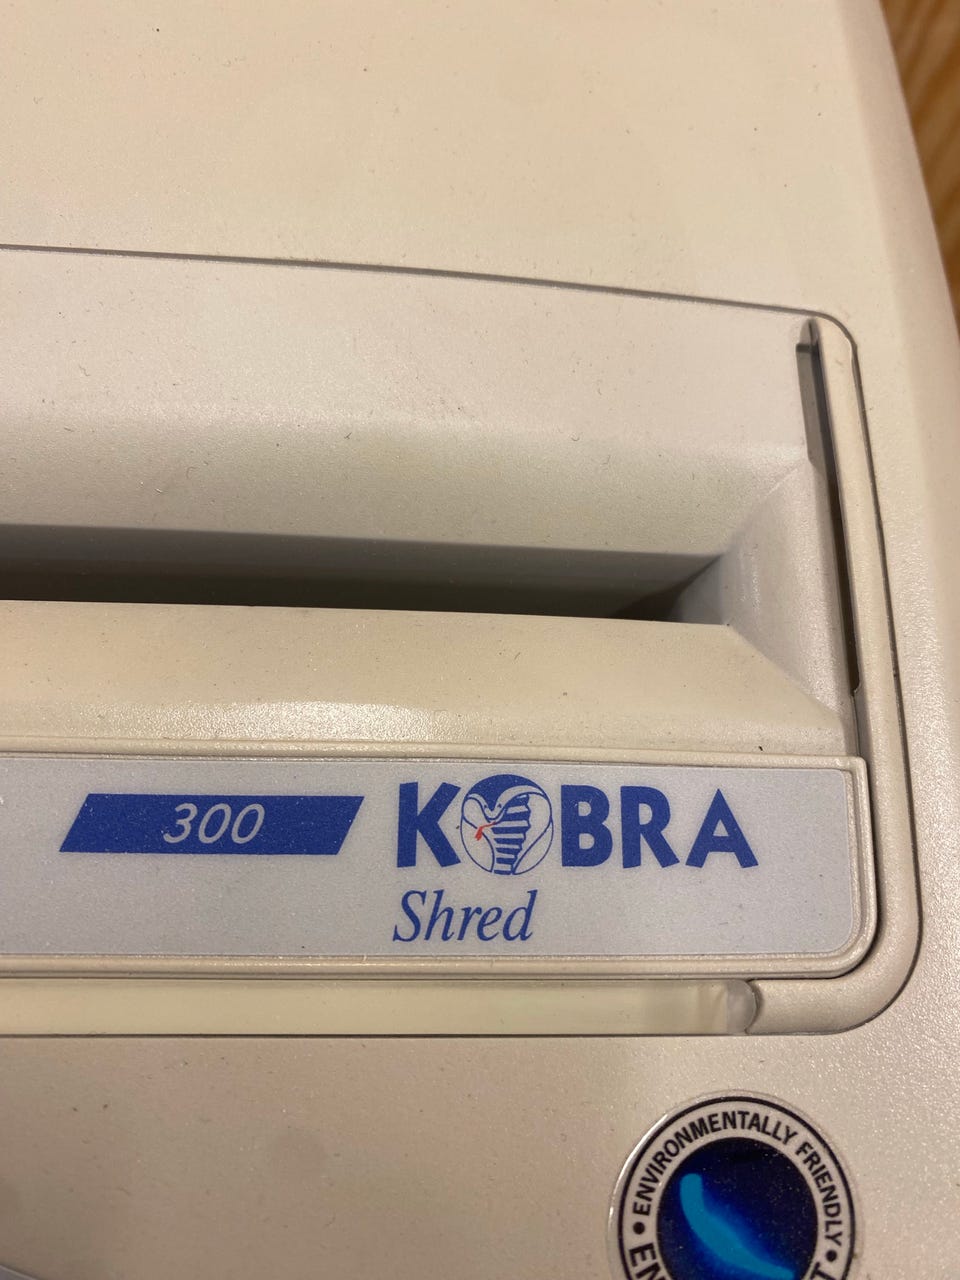 300 KOBRA
Shred
• ENVIRONMENTALLY FRIENDLY •